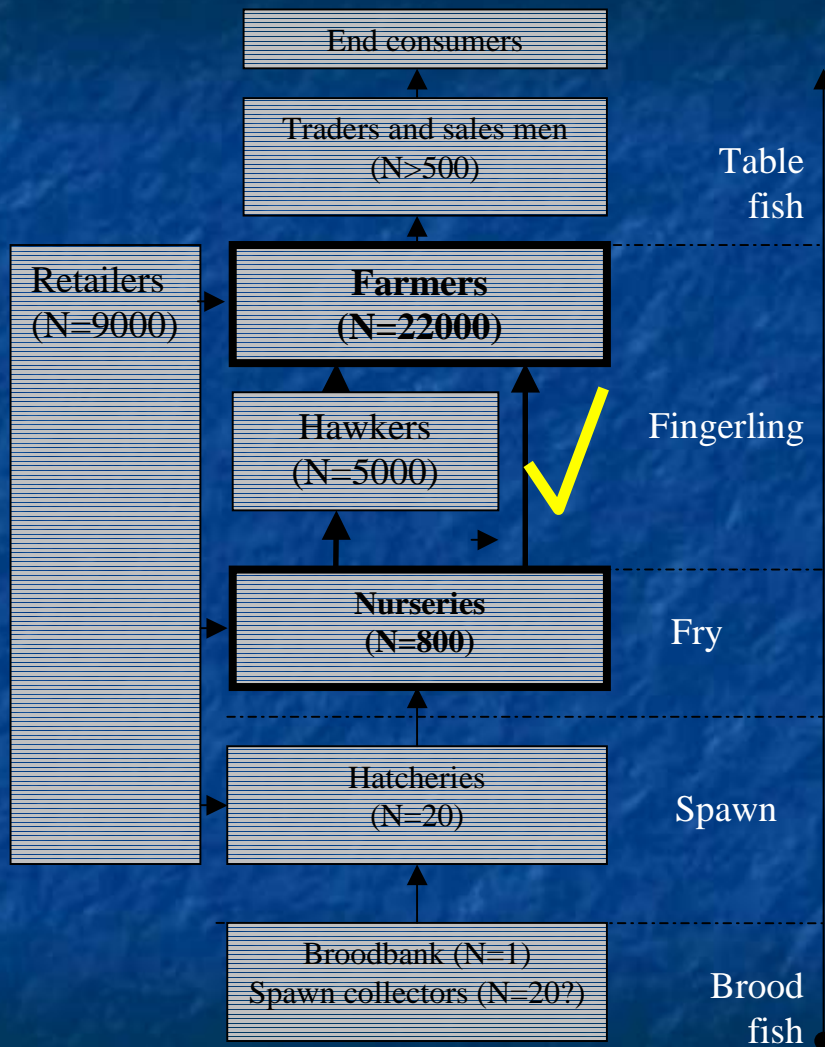 End consumers
Traders and sales men
(N>500)
Table
fish
Retailers
(N=9000)
Farmers
(N=22000)
Hawkers
(N=5000)
Fingerling
Nurseries
(N=800)
Fry
Hatcheries
(N=20)
Spawn
Broodbank (N=1)
Spawn collectors (N=20?)
Brood
fish